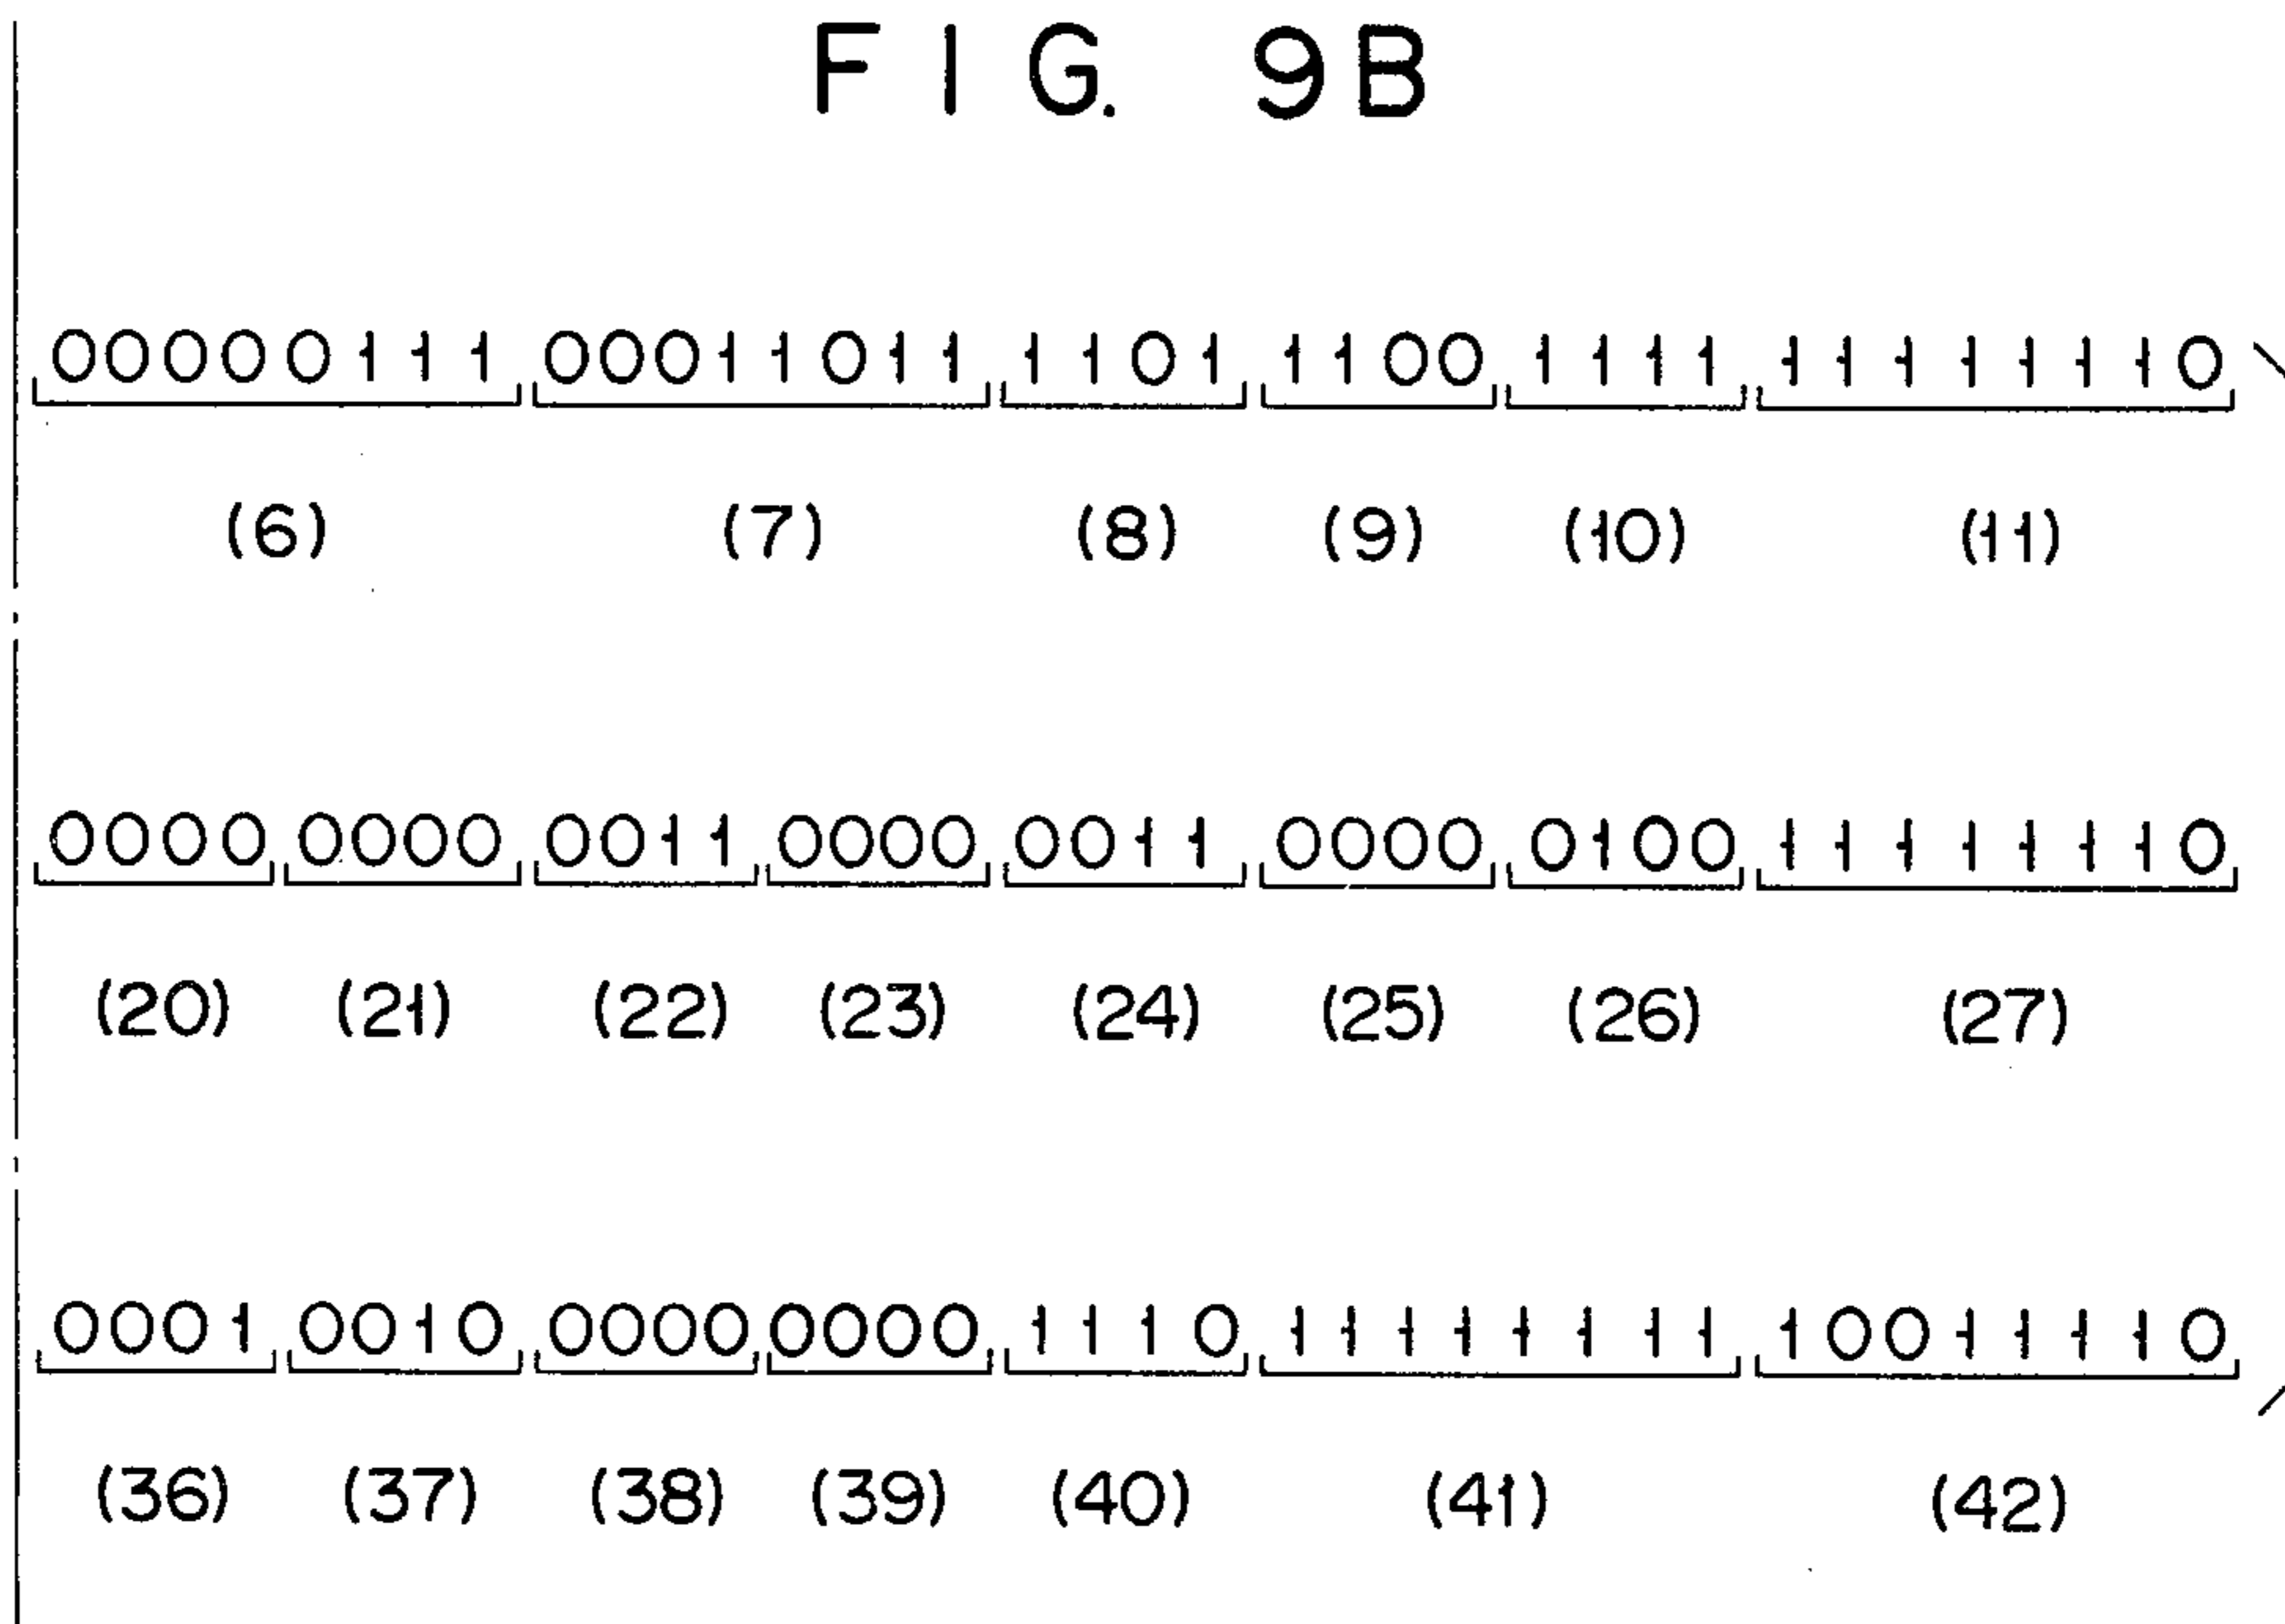 FIG. 9B
00000111 00011011 1101 1100 1111 11111110
(6) (7) (8) (9) (10) (11)
0000 0000 0011 0000 0011 0000 0100 11111110
(20) (21) (22) (23) (24) (25) (26) (27)
0001 0010 0000 0000 1110 11111111 10011110
(36) (37) (38) (39) (40) (41) (42)